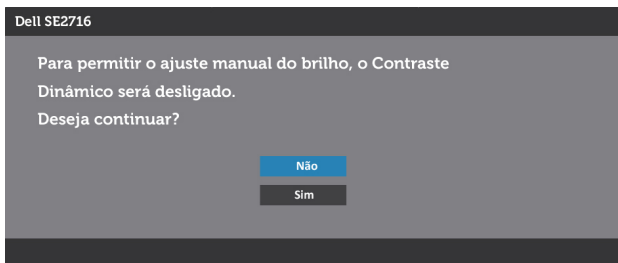 Dell SE2716
Para permitir o ajuste manual do brilho, o Contraste
Dinâmico será desligado.
Deseja continuar?
Não
Sim